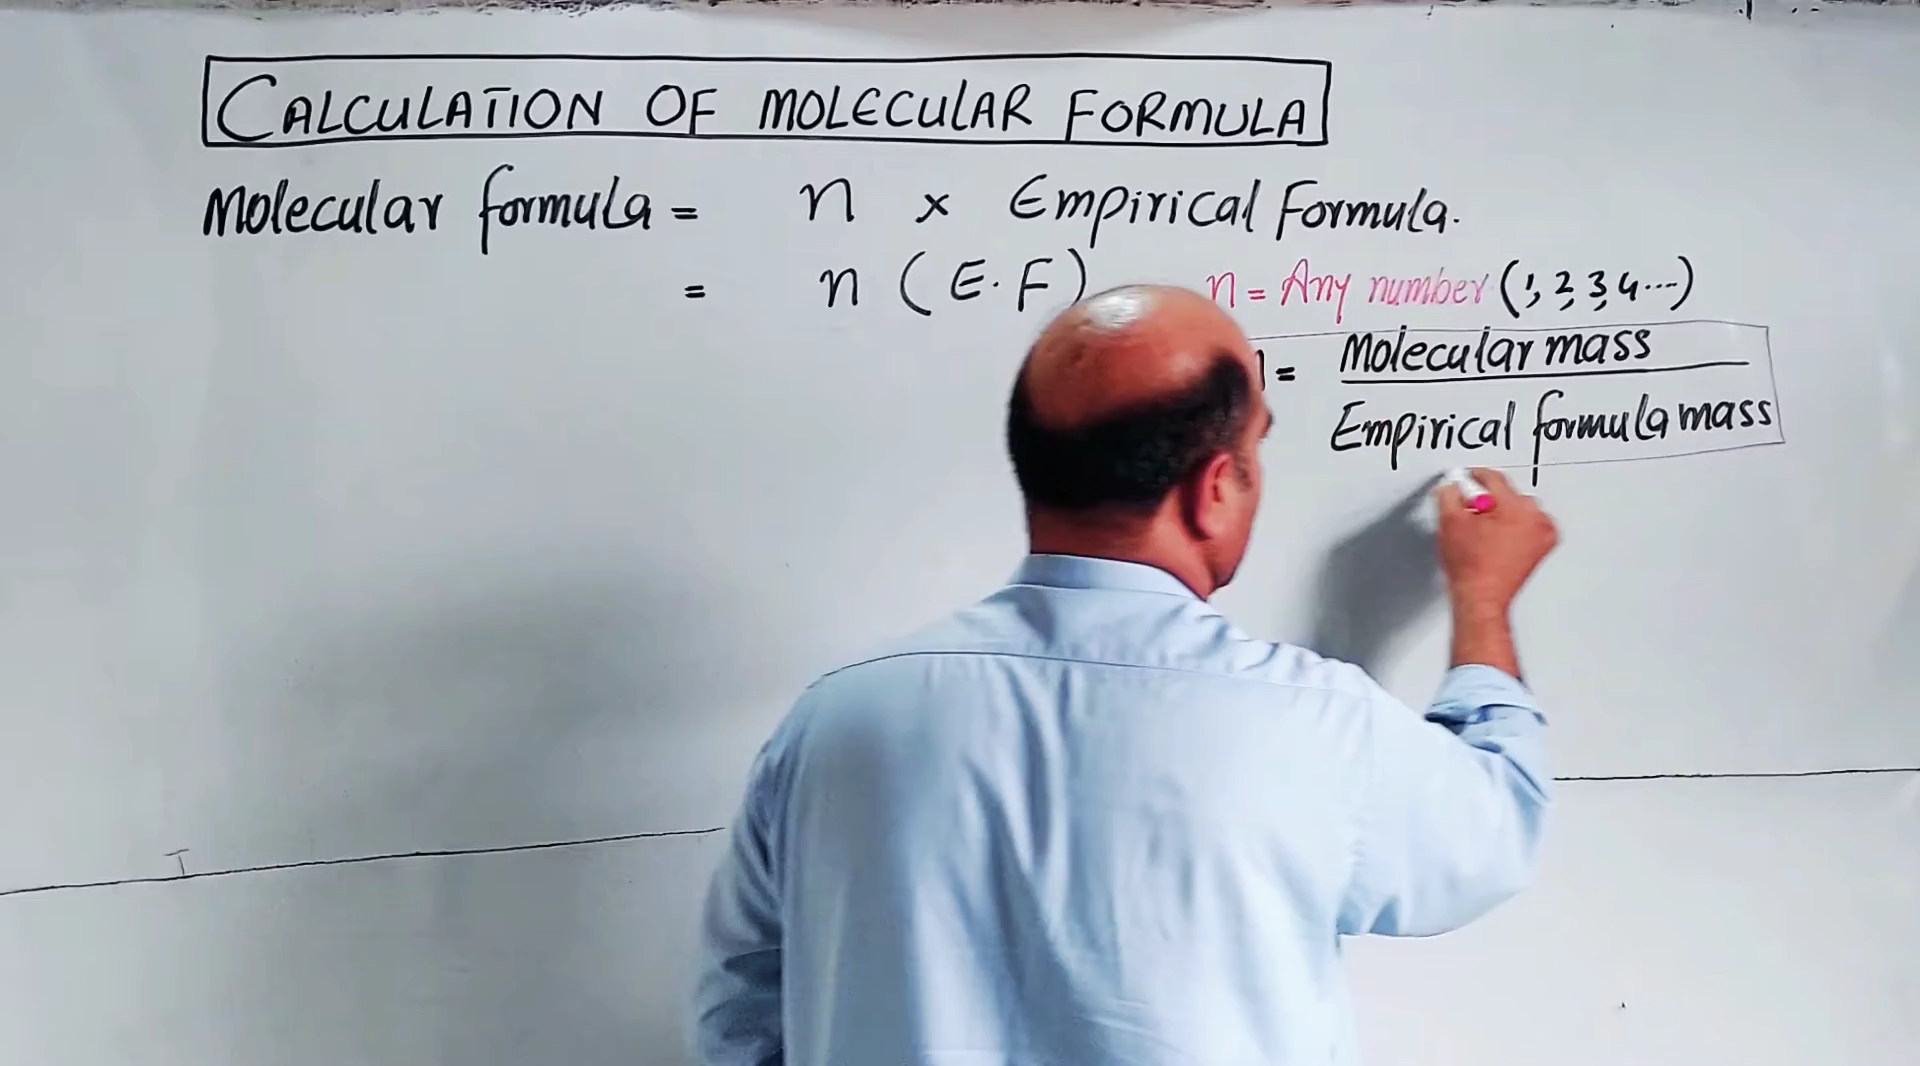 CALCULATION OF MOLECULAR FORMULA
Molecular formula = n × Empirical Formula.
= n (E.F) n = Any number (1, 2, 3, 4 ...)
= Molecular mass
Empirical formula mass